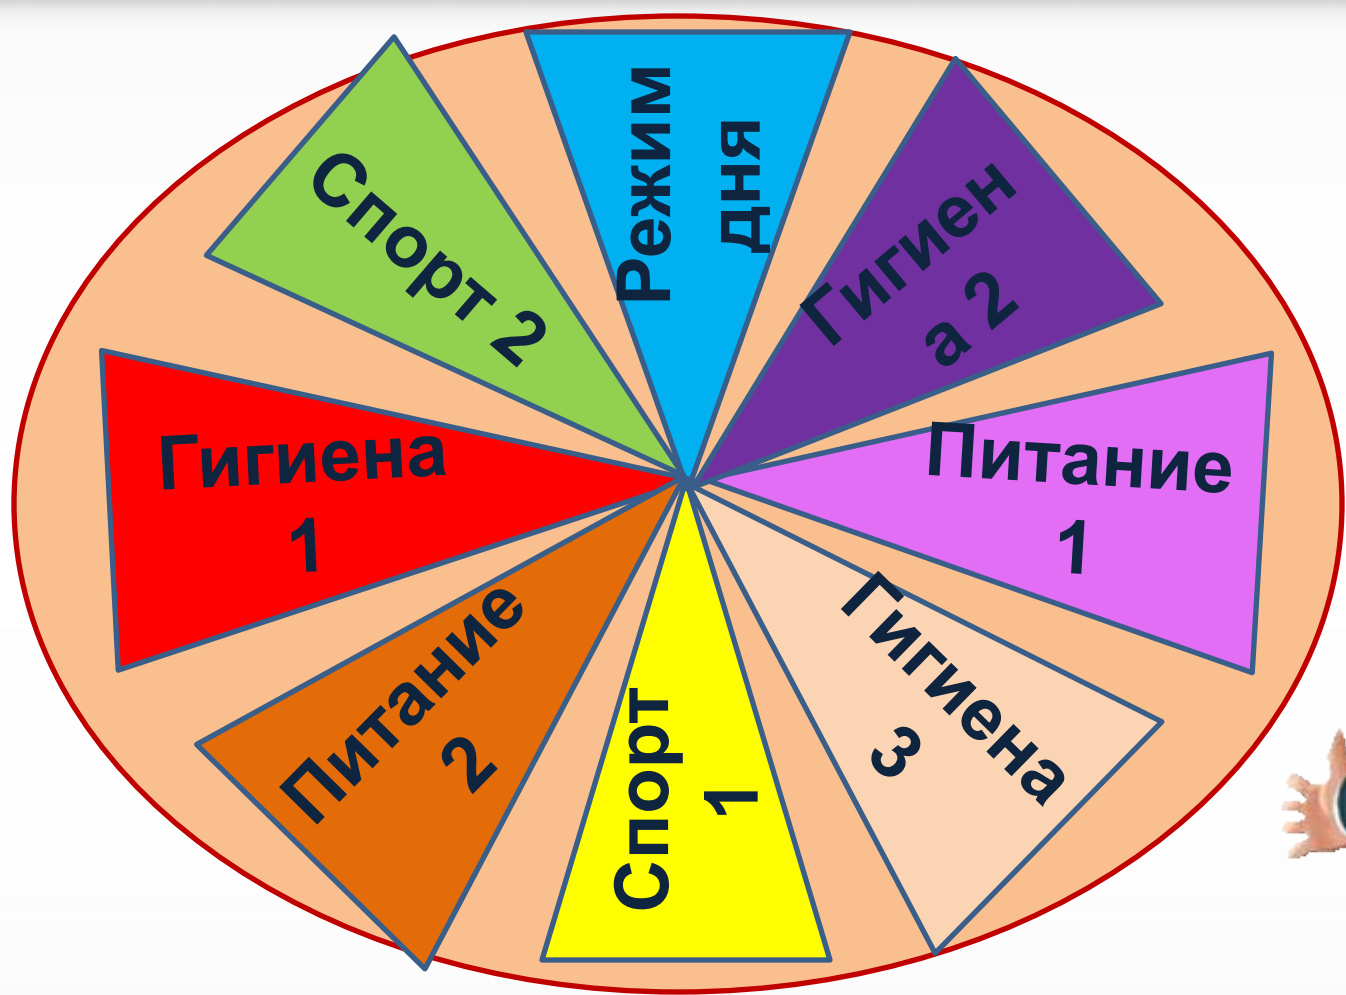 Режим
дня
Гигиен
а 2
Питание
1
Гигиена
3
Спорт
1
Питание
2
Гигиена
1
Спорт 2